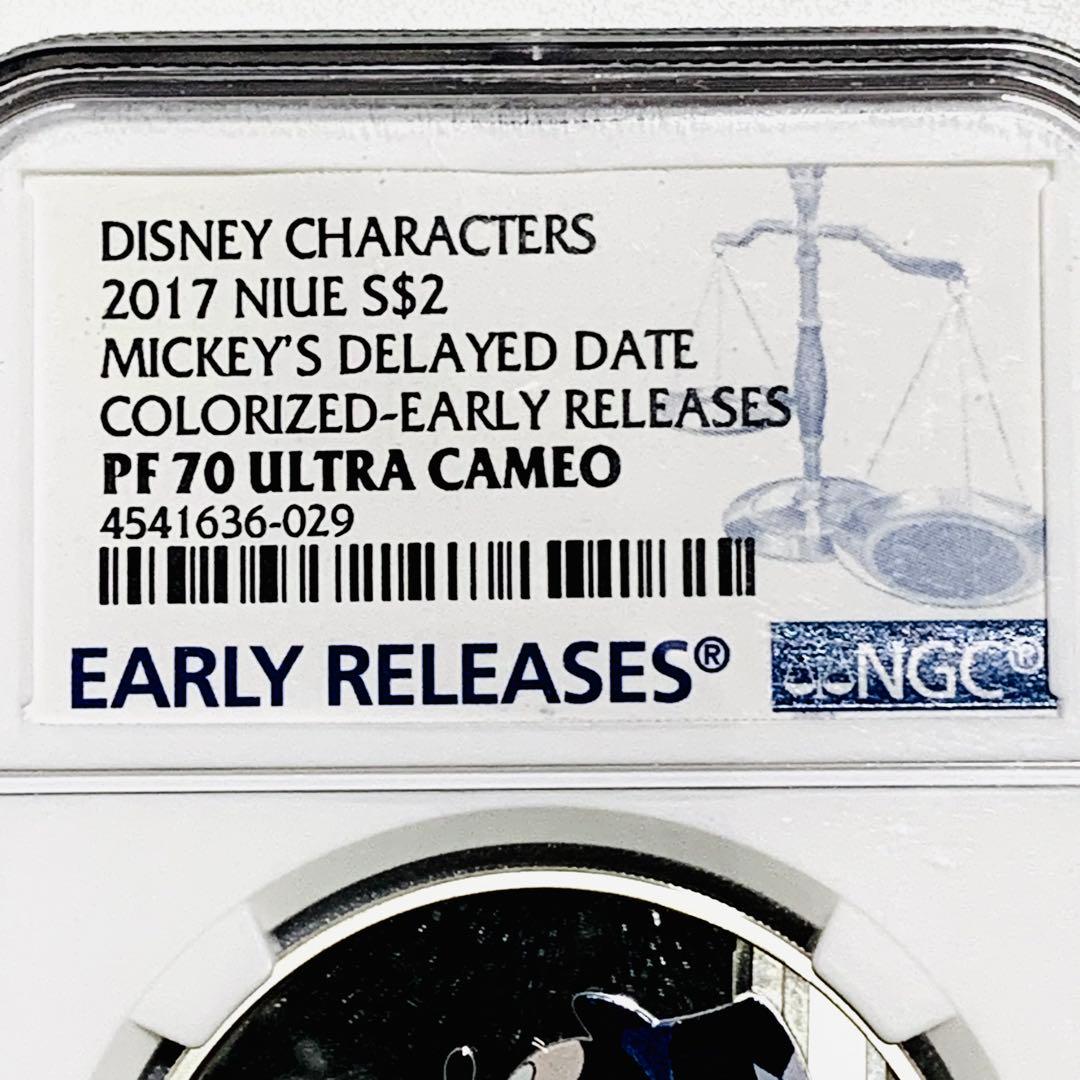 DISNEY CHARACTERS
2017 NIUE S$2
MICKEY'S DELAYED DATE
COLORIZED-EARLY RELEASES
PF 70 ULTRA CAMEO
4541636-029
EARLY RELEASES®
NGC®